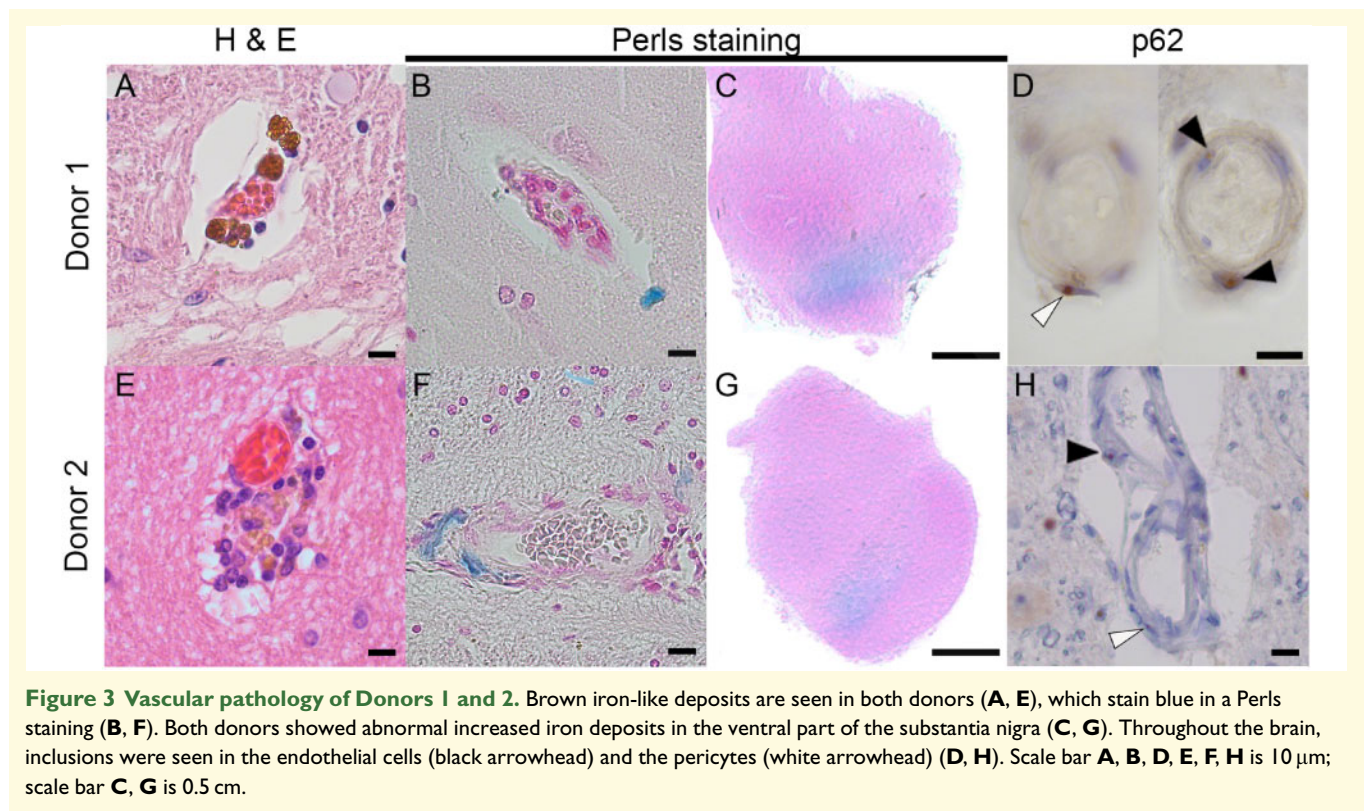 H & E
Perls staining
p62
Donor 1
A
B
C
D
Donor 2
E
F
G
H
Figure 3 Vascular pathology of Donors 1 and 2. Brown iron-like deposits are seen in both donors (A, E), which stain blue in a Perls
staining (B, F). Both donors showed abnormal increased iron deposits in the ventral part of the substantia nigra (C, G). Throughout the brain,
inclusions were seen in the endothelial cells (black arrowhead) and the pericytes (white arrowhead) (D, H). Scale bar A, B, D, E, F, H is 10 μm;
scale bar C, G is 0.5 cm.